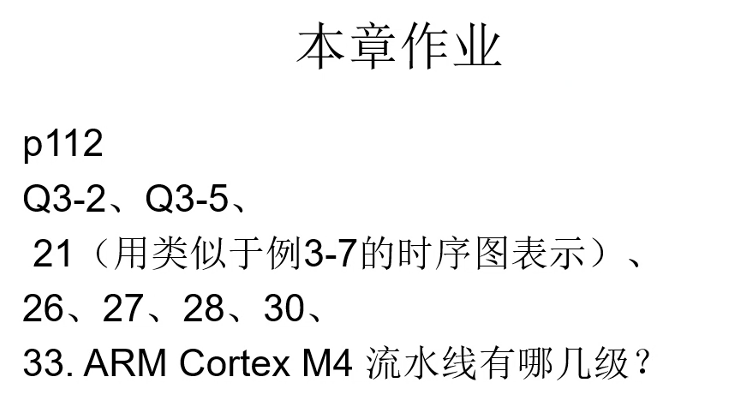 本章作业
p112
Q3-2、Q3-5、
21（用类似于例3-7的时序图表示）、
26、27、28、30、
33. ARM Cortex M4 流水线有哪几级？